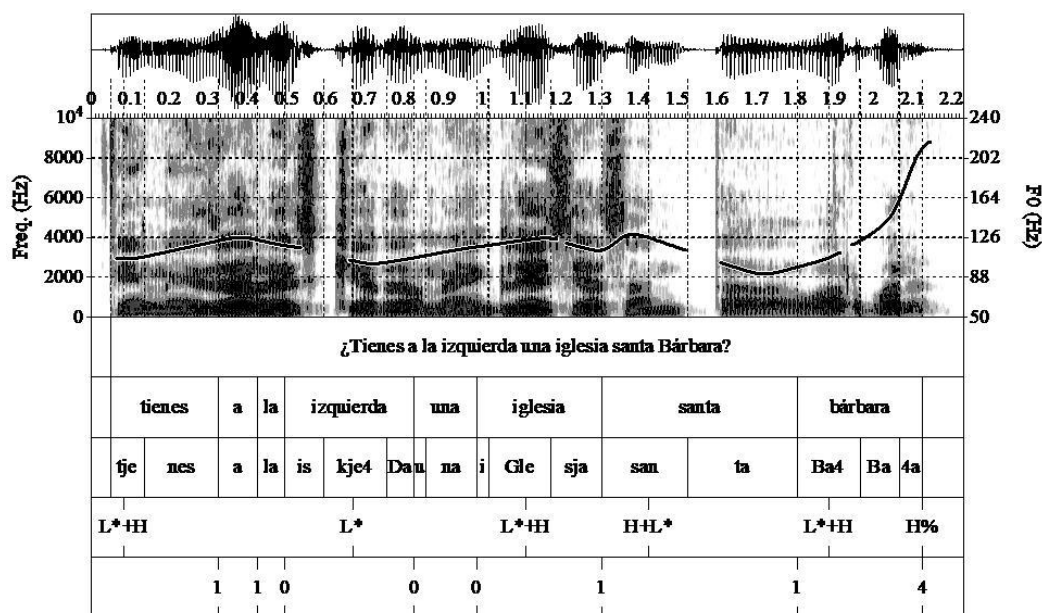 0 0.1 0.2 0.3 0.4 0.5 0.6 0.7 0.8 0.9 1 1.1 1.2 1.3 1.4 1.5 1.6 1.7 1.8 1.9 2 2.1 2.2
10⁴ 240
8000 202
6000 164
4000 126
2000 88
0 50
Freq. (Hz)
F0 (Hz)
¿Tienes a la izquierda una iglesia santa Bárbara?
tienes a la izquierda una iglesia santa bárbara
tje nes a la is kje4 Da u na i Gle sja san ta Ba4 Ba 4a
L*+H L* L*+H H+L* L*+H H%
1 1 0 0 0 1 1 4